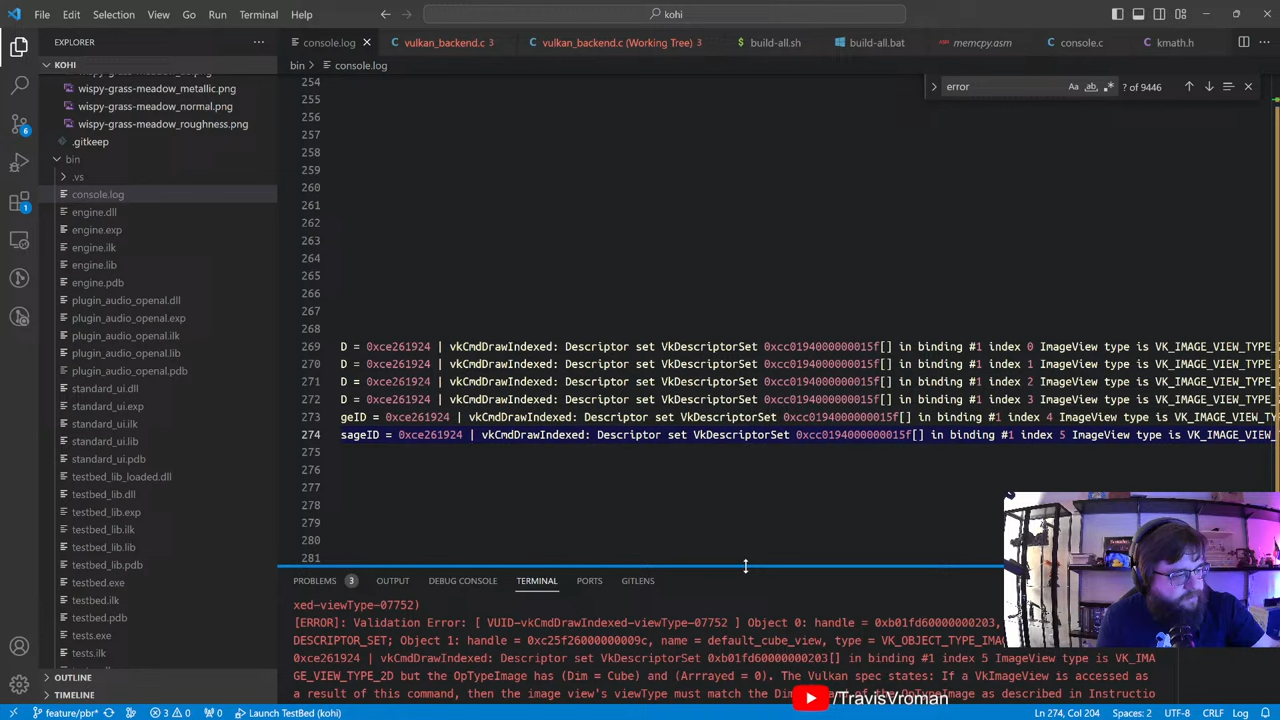 File Edit Selection View Go Run Terminal Help
kohi
EXPLORER
console.log
vulkan_backend.c 3
vulkan_backend.c (Working Tree) 3
build-all.sh
build-all.bat
memcpy.asm
console.c
kmath.h
KOHI
bin > console.log
error
Aa ab .* ? of 9446
wispy-grass-meadow_metallic.png
wispy-grass-meadow_normal.png
wispy-grass-meadow_roughness.png
.gitkeep
bin
.vs
console.log
engine.dll
engine.exp
engine.ilk
engine.lib
engine.pdb
plugin_audio_openal.dll
plugin_audio_openal.exp
plugin_audio_openal.ilk
plugin_audio_openal.lib
plugin_audio_openal.pdb
standard_ui.dll
standard_ui.exp
standard_ui.ilk
standard_ui.lib
standard_ui.pdb
testbed_lib_loaded.dll
testbed_lib.dll
testbed_lib.exp
testbed_lib.ilk
testbed_lib.lib
testbed_lib.pdb
testbed.exe
testbed.ilk
testbed.pdb
tests.exe
tests.ilk
OUTLINE
TIMELINE
254
255
256
257
258
259
260
261
262
263
264
265
266
267
268
269 D = 0xce261924 | vkCmdDrawIndexed: Descriptor set VkDescriptorSet 0xcc0194000000015f[] in binding #1 index 0 ImageView type is VK_IMAGE_VIEW_TYPE_
270 D = 0xce261924 | vkCmdDrawIndexed: Descriptor set VkDescriptorSet 0xcc0194000000015f[] in binding #1 index 1 ImageView type is VK_IMAGE_VIEW_TYPE_
271 D = 0xce261924 | vkCmdDrawIndexed: Descriptor set VkDescriptorSet 0xcc0194000000015f[] in binding #1 index 2 ImageView type is VK_IMAGE_VIEW_TYPE_
272 D = 0xce261924 | vkCmdDrawIndexed: Descriptor set VkDescriptorSet 0xcc0194000000015f[] in binding #1 index 3 ImageView type is VK_IMAGE_VIEW_TYPE_
273 geID = 0xce261924 | vkCmdDrawIndexed: Descriptor set VkDescriptorSet 0xcc0194000000015f[] in binding #1 index 4 ImageView type is VK_IMAGE_VIEW_
274 sageID = 0xce261924 | vkCmdDrawIndexed: Descriptor set VkDescriptorSet 0xcc0194000000015f[] in binding #1 index 5 ImageView type is VK_IMAGE_VIEW_
275
276
277
278
279
280
281
PROBLEMS 3 OUTPUT DEBUG CONSOLE TERMINAL PORTS GITLENS
xed-viewType-07752)
[ERROR]: Validation Error: [ VUID-vkCmdDrawIndexed-viewType-07752 ] Object 0: handle = 0xb01fd60000000203,
DESCRIPTOR_SET; Object 1: handle = 0xc25f26000000009c, name = default_cube_view, type = VK_OBJECT_TYPE_IMA
0xce261924 | vkCmdDrawIndexed: Descriptor set VkDescriptorSet 0xb01fd60000000203[] in binding #1 index 5 ImageView type is VK_IMA
GE_VIEW_TYPE_2D but the OpTypeImage has (Dim = Cube) and (Arrayed = 0). The Vulkan spec states: If a VkImageView is accessed as
a result of this command, then the image view's viewType must match the Dim of the OpTypeImage as described in Instructio
/TravisVroman
feature/pbr* 3 0 0 Launch TestBed (kohi)
Ln 274, Col 204 Spaces: 2 UTF-8 CRLF Log